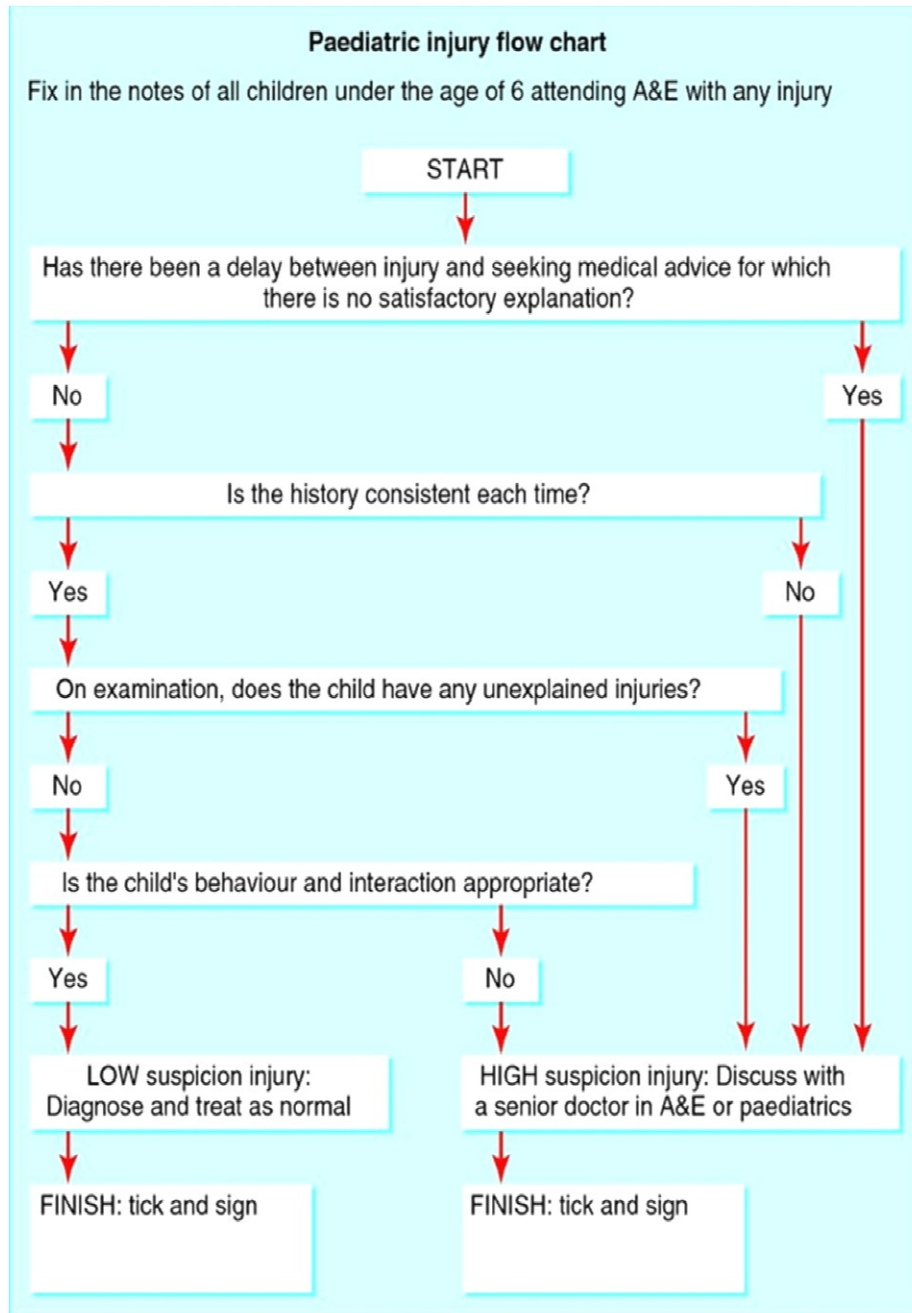 Paediatric injury flow chart
Fix in the notes of all children under the age of 6 attending A&E with any injury
START
Has there been a delay between injury and seeking medical advice for which
there is no satisfactory explanation?
No
Yes
Is the history consistent each time?
Yes
No
On examination, does the child have any unexplained injuries?
No
Yes
Is the child's behaviour and interaction appropriate?
Yes
No
LOW suspicion injury:
Diagnose and treat as normal
HIGH suspicion injury: Discuss with
a senior doctor in A&E or paediatrics
FINISH: tick and sign
FINISH: tick and sign